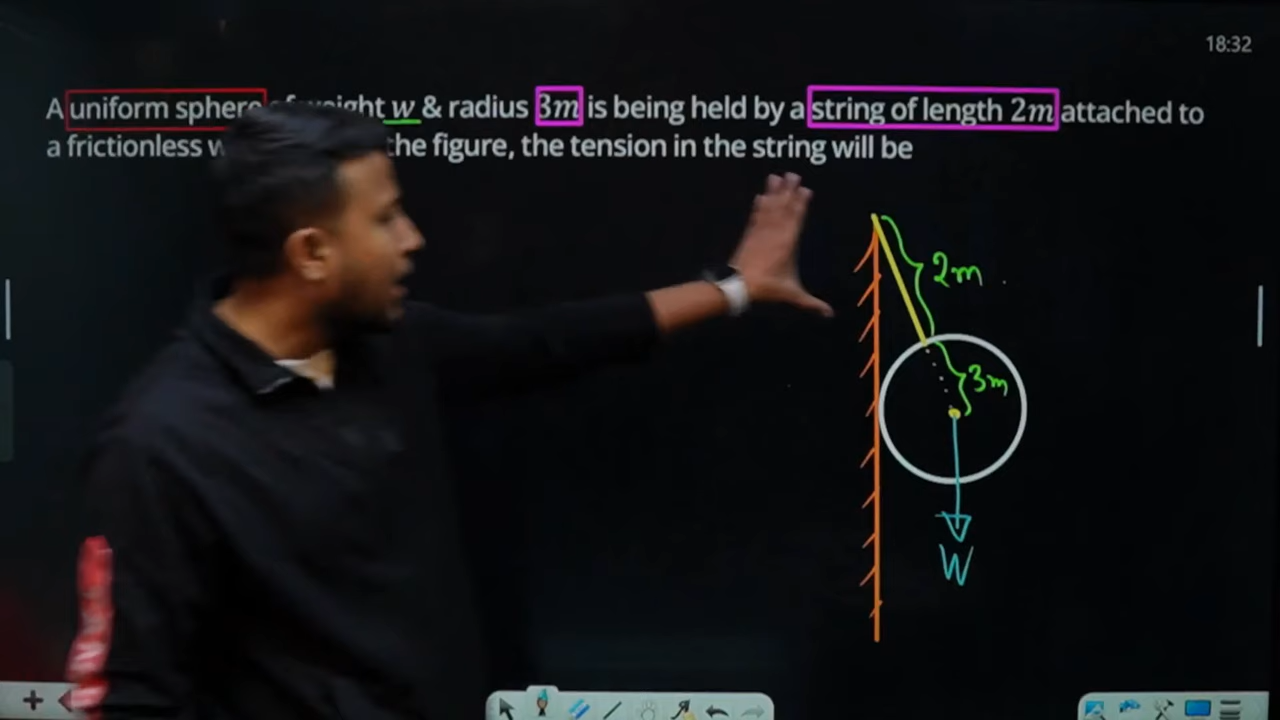 18:32
A uniform sphere of weight w & radius 3m is being held by a string of length 2m attached to
a frictionless the figure, the tension in the string will be
2m
3m
W